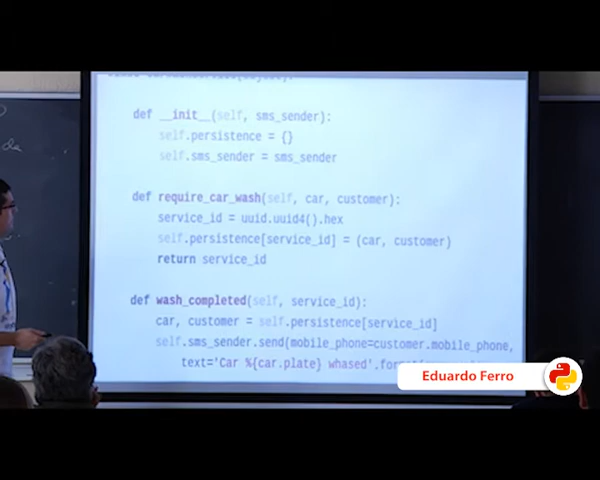 da
def __init__(self, sms_sender):
self.persistence = {}
self.sms_sender = sms_sender
def require_car_wash(self, car, customer):
service_id = uuid.uuid4().hex
self.persistence[service_id] = (car, customer)
return service_id
def wash_completed(self, service_id):
car, customer = self.persistence[service_id]
self.sms_sender.send(mobile_phone=customer.mobile_phone,
text='Car %{car.plate} whased'.
Eduardo Ferro